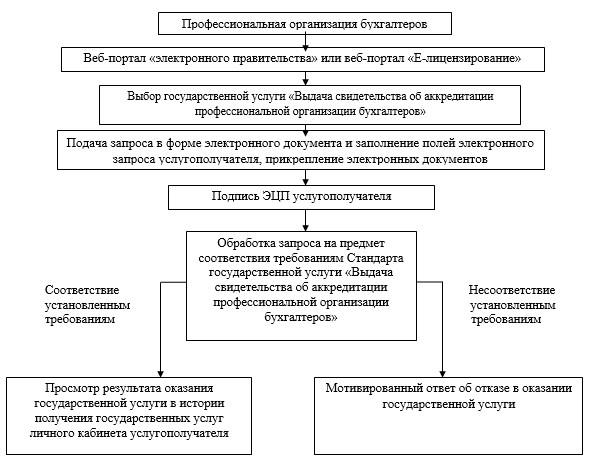 Профессиональная организация бухгалтеров
Веб-портал «электронного правительства» или веб-портал «Е-лицензирование»
Выбор государственной услуги «Выдача свидетельства об аккредитации
профессиональной организации бухгалтеров»
Подача запроса в форме электронного документа и заполнение полей электронного
запроса услугополучателя, прикрепление электронных документов
Подпись ЭЦП услугополучателя
Обработка запроса на предмет
соответствия требованиям Стандарта
государственной услуги «Выдача
свидетельства об аккредитации
профессиональной организации
бухгалтеров»
Соответствие
установленным
требованиям
Несоответствие
установленным
требованиям
Просмотр результата оказания
государственной услуги в истории
получения государственных услуг
личного кабинета услугополучателя
Мотивированный ответ об отказе в оказании
государственной услуги